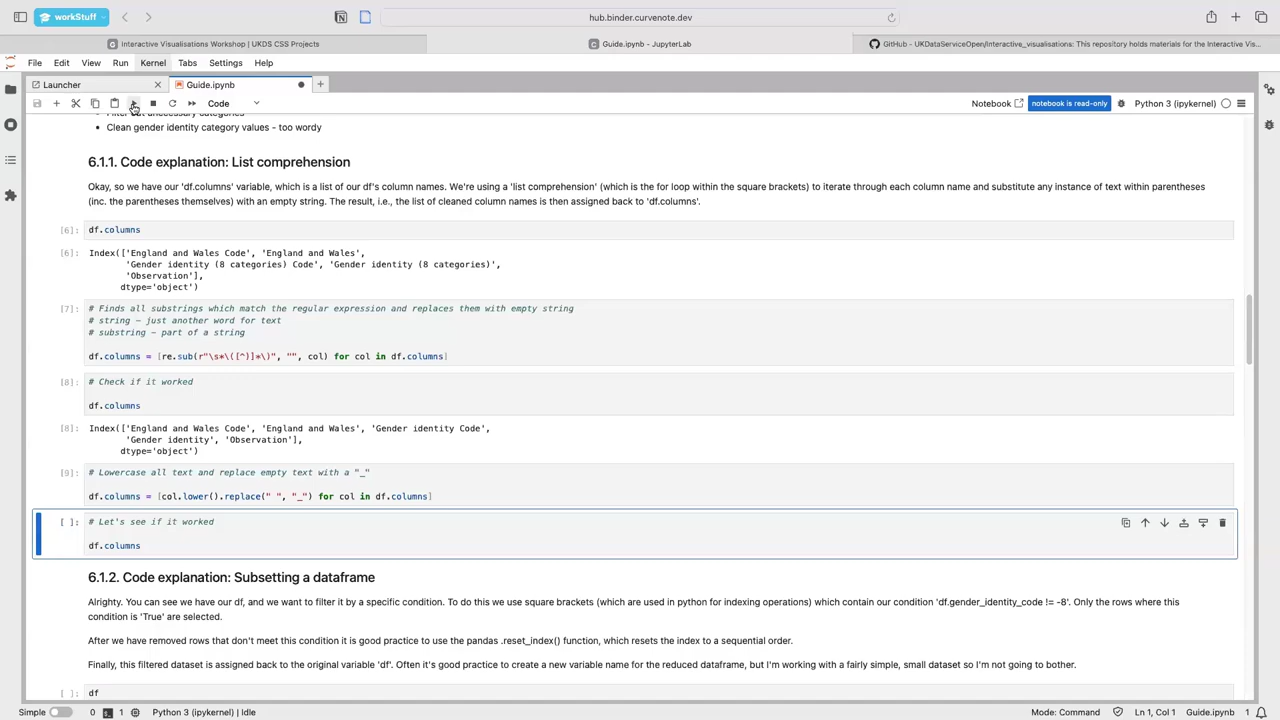 workStuff
hub.binder.curvenote.dev
Interactive Visualisations Workshop | UKDS CSS Projects
Guide.ipynb - JupyterLab
GitHub - UKDataServiceOpen/Interactive_visualisations: This repository holds materials for the Interactive Vis...
File Edit View Run Kernel Tabs Settings Help
Launcher
Guide.ipynb
Code
Notebook
notebook is read-only
Python 3 (ipykernel)
Filter out unnecessary categories
• Clean gender identity category values - too wordy
6.1.1. Code explanation: List comprehension
Okay, so we have our 'df.columns' variable, which is a list of our df's column names. We're using a 'list comprehension' (which is the for loop within the square brackets) to iterate through each column name and substitute any instance of text within parentheses
(inc. the parentheses themselves) with an empty string. The result, i.e., the list of cleaned column names is then assigned back to 'df.columns'.
[6]: df.columns
[6]: Index(['England and Wales Code', 'England and Wales',
'Gender identity (8 categories) Code', 'Gender identity (8 categories)',
'Observation'],
dtype='object')
[7]: # Finds all substrings which match the regular expression and replaces them with empty string
# string – just another word for text
# substring – part of a string
df.columns = [re.sub(r"\s*\([^)]*\)", "", col) for col in df.columns]
[8]: # Check if it worked
df.columns
[8]: Index(['England and Wales Code', 'England and Wales', 'Gender identity Code',
'Gender identity', 'Observation'],
dtype='object')
[9]: # Lowercase all text and replace empty text with a "_"
df.columns = [col.lower().replace(" ", "_") for col in df.columns]
[ ]: # Let's see if it worked
df.columns
6.1.2. Code explanation: Subsetting a dataframe
Alrighty. You can see we have our df, and we want to filter it by a specific condition. To do this we use square brackets (which are used in python for indexing operations) which contain our condition 'df.gender_identity_code != -8'. Only the rows where this
condition is 'True' are selected.
After we have removed rows that don't meet this condition it is good practice to use the pandas .reset_index() function, which resets the index to a sequential order.
Finally, this filtered dataset is assigned back to the original variable 'df'. Often it's good practice to create a new variable name for the reduced dataframe, but I'm working with a fairly simple, small dataset so I'm not going to bother.
[ ]: df
Simple 0 1 Python 3 (ipykernel) | Idle
Mode: Command Ln 1, Col 1 Guide.ipynb 1